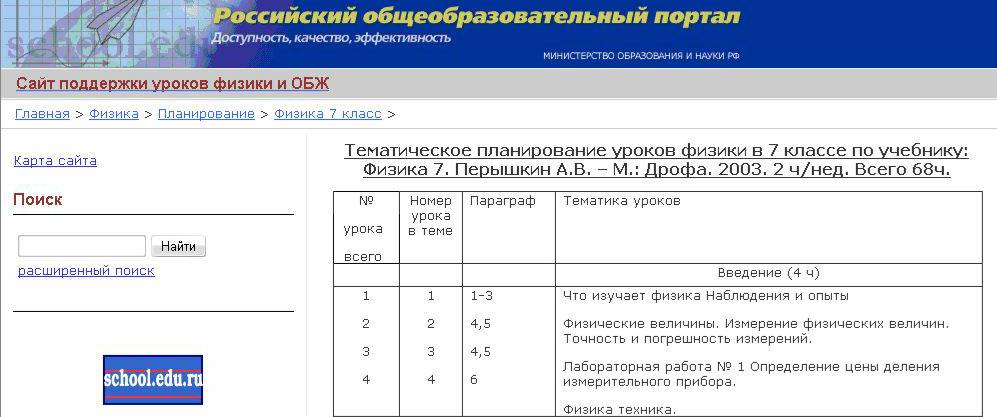 Российский общеобразовательный портал
school.edu
Доступность, качество, эффективность
МИНИСТЕРСТВО ОБРАЗОВАНИЯ И НАУКИ РФ
Сайт поддержки уроков физики и ОБЖ
Главная > Физика > Планирование > Физика 7 класс >
Карта сайта
Поиск
Найти
расширенный поиск
school.edu.ru
Тематическое планирование уроков физики в 7 классе по учебнику:
Физика 7. Перышкин А.В. – М.: Дрофа. 2003. 2 ч/нед. Всего 68ч.
№ Номер Параграф Тематика уроков
урока урока
всего в теме
Введение (4 ч)
1 1 1-3 Что изучает физика Наблюдения и опыты
2 2 4,5 Физические величины. Измерение физических величин.
Точность и погрешность измерений.
3 3 4,5
Лабораторная работа № 1 Определение цены деления
4 4 6 измерительного прибора.
Физика техника.